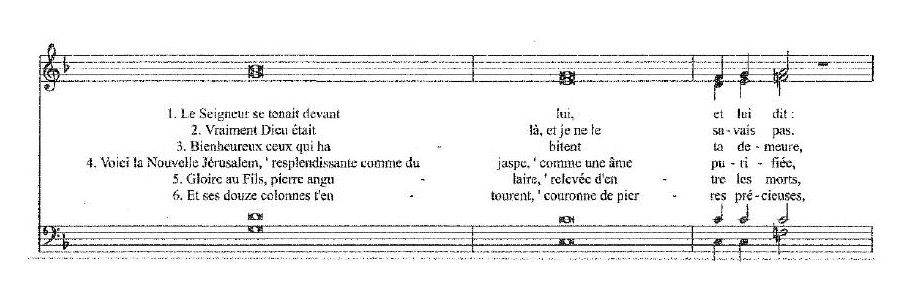 1. Le Seigneur se tenait devant lui, et lui dit :
2. Vraiment Dieu était là, et je ne le sa - vais pas.
3. Bienheureux ceux qui ha - bitent ta de - meure,
4. Voici la Nouvelle Jérusalem, ' resplendissante comme du jaspe, ' comme une âme pu - ti - fiée,
5. Gloire au Fils, pierre angu - laire, ' relevée d'en - tre les morts,
6. Et ses douze colonnes t'en - tourent, ' couronne de pier - res pré - cieuses,